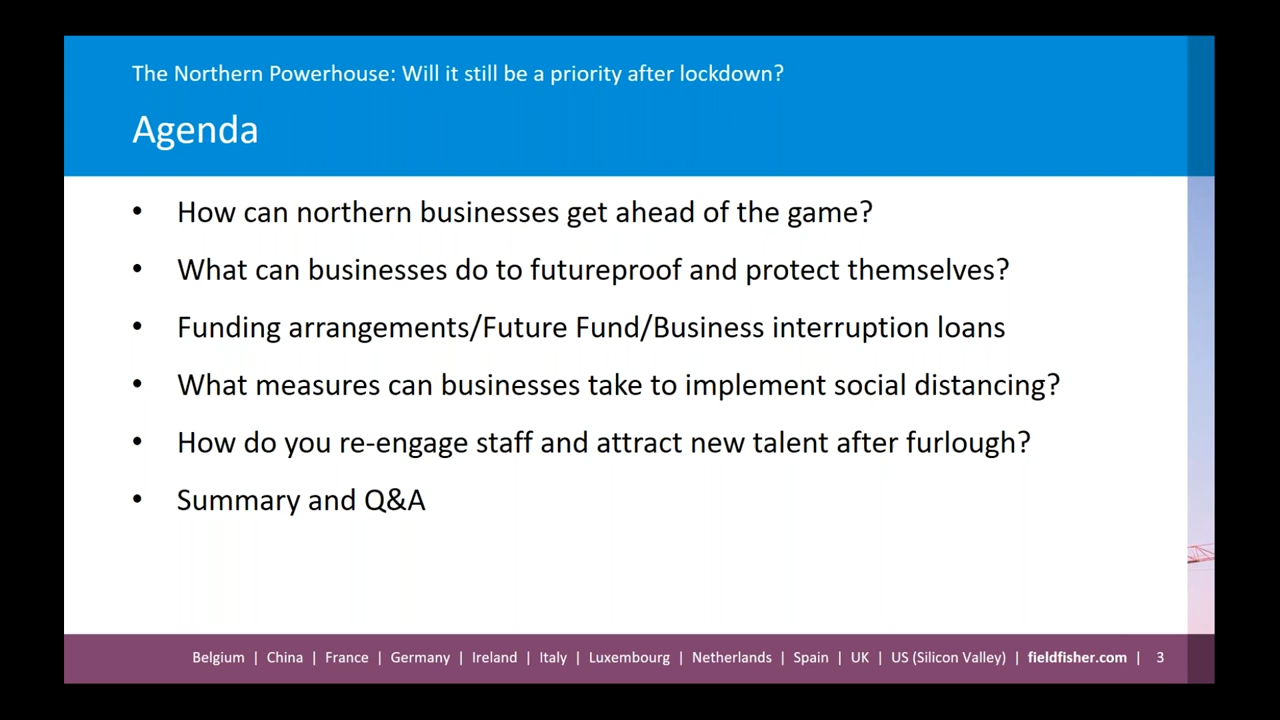 The Northern Powerhouse: Will it still be a priority after lockdown?
Agenda
• How can northern businesses get ahead of the game?
• What can businesses do to futureproof and protect themselves?
• Funding arrangements/Future Fund/Business interruption loans
• What measures can businesses take to implement social distancing?
• How do you re-engage staff and attract new talent after furlough?
• Summary and Q&A
Belgium | China | France | Germany | Ireland | Italy | Luxembourg | Netherlands | Spain | UK | US (Silicon Valley) | fieldfisher.com | 3